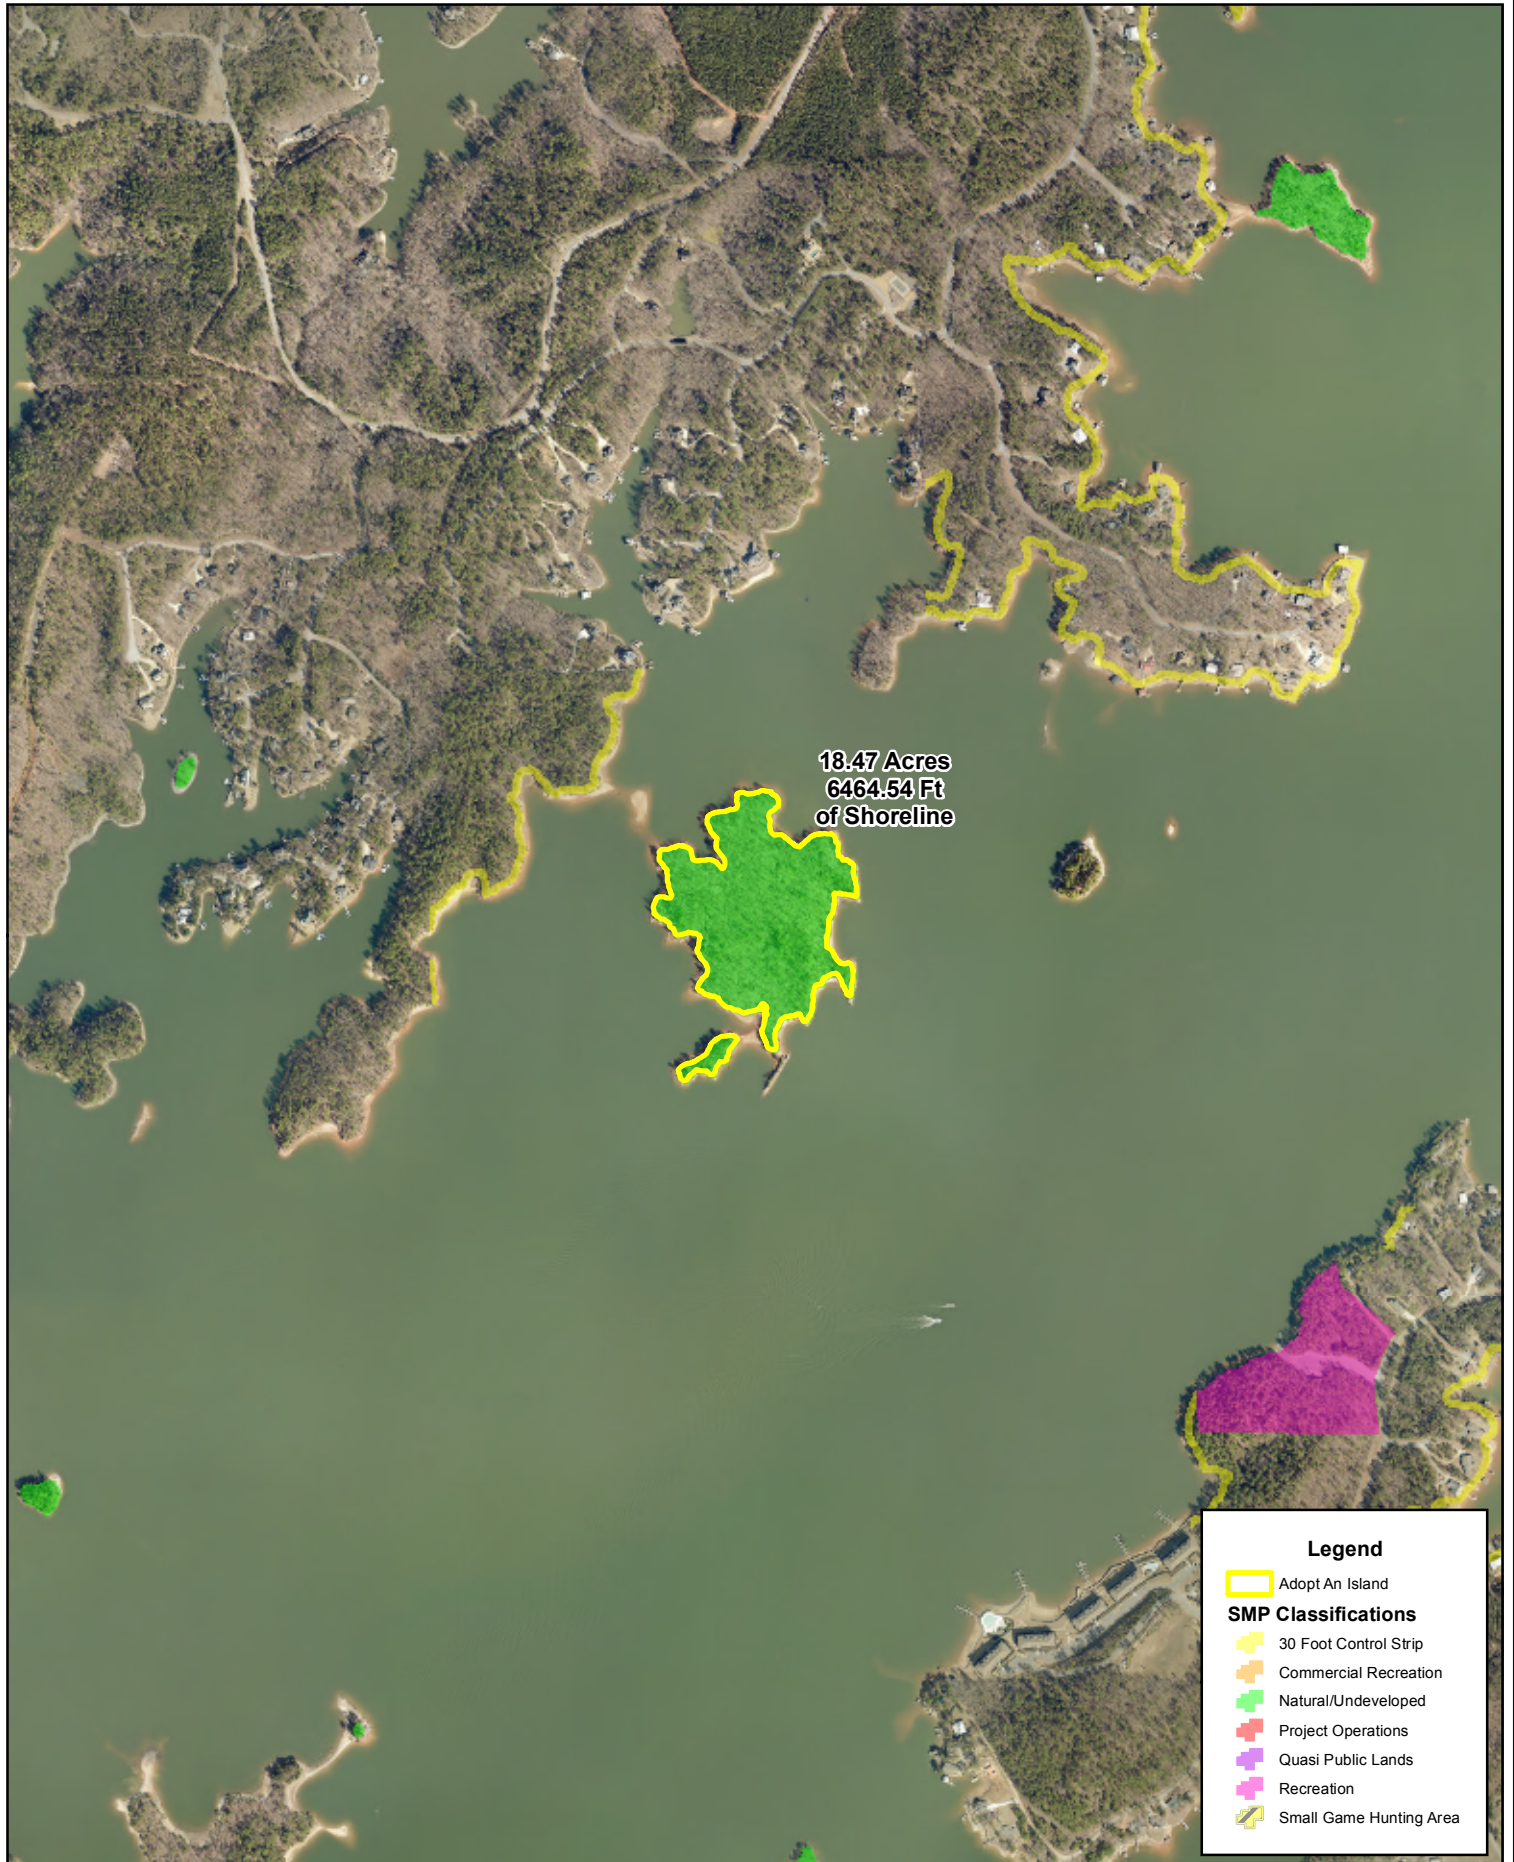 18.47 Acres
6464.54 Ft
of Shoreline
Legend
Adopt An Island
SMP Classifications
30 Foot Control Strip
Commercial Recreation
Natural/Undeveloped
Project Operations
Quasi Public Lands
Recreation
Small Game Hunting Area